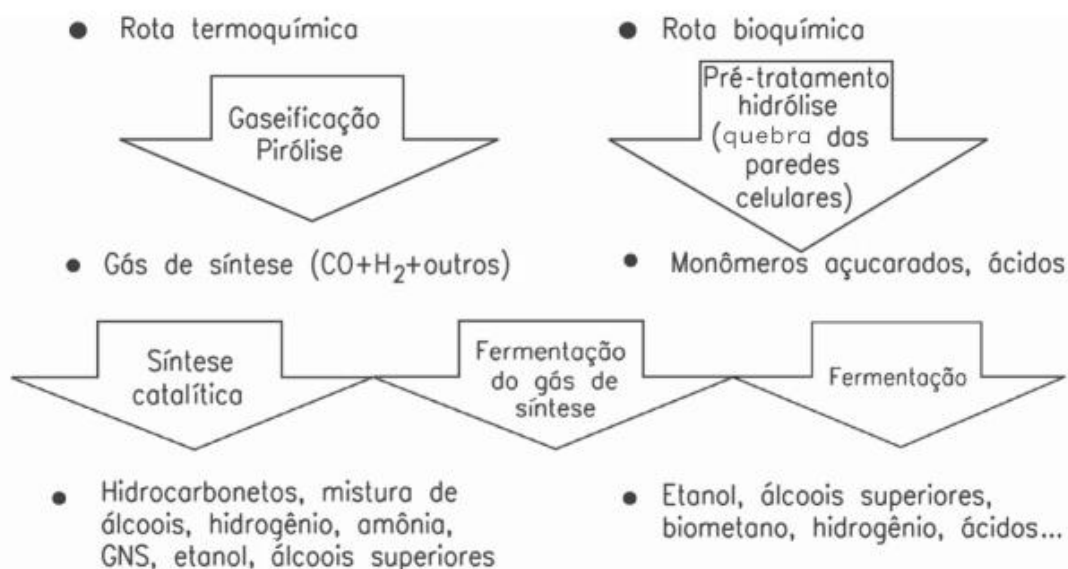 ● Rota termoquímica
● Rota bioquímica
Gaseificação
Pirólise
Pré-tratamento
hidrólise
(quebra das
paredes
celulares)
● Gás de síntese (CO+H₂+outros)
● Monômeros açucarados, ácidos
Síntese
catalítica
Fermentação
do gás de
síntese
Fermentação
● Hidrocarbonetos, mistura de
álcoois, hidrogênio, amônia,
GNS, etanol, álcoois superiores
● Etanol, álcoois superiores,
biometano, hidrogênio, ácidos...